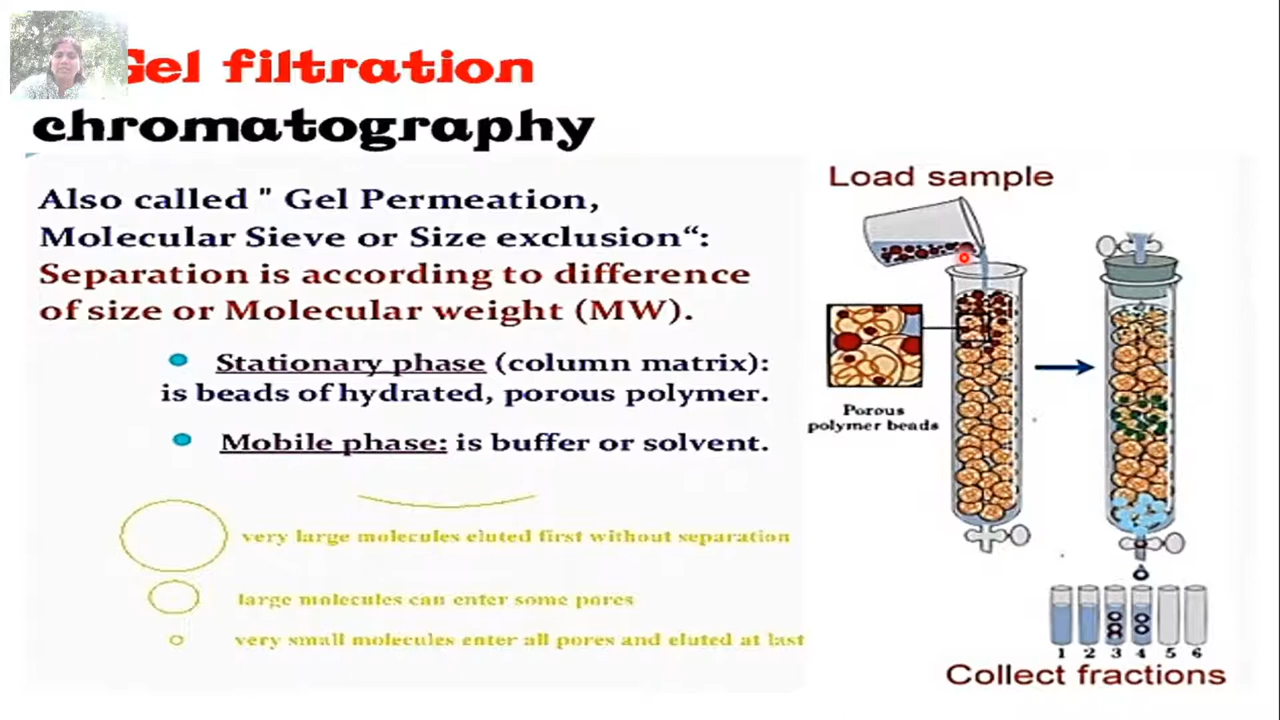 Gel filtration
chromatography
Also called " Gel Permeation,
Molecular Sieve or Size exclusion“:
Separation is according to difference
of size or Molecular weight (MW).
Stationary phase (column matrix):
is beads of hydrated, porous polymer.
Mobile phase: is buffer or solvent.
very large molecules eluted first without separation
large molecules can enter some pores
very small molecules enter all pores and eluted at last
Load sample
Porous
polymer beads
1 2 3 4 5 6
Collect fractions